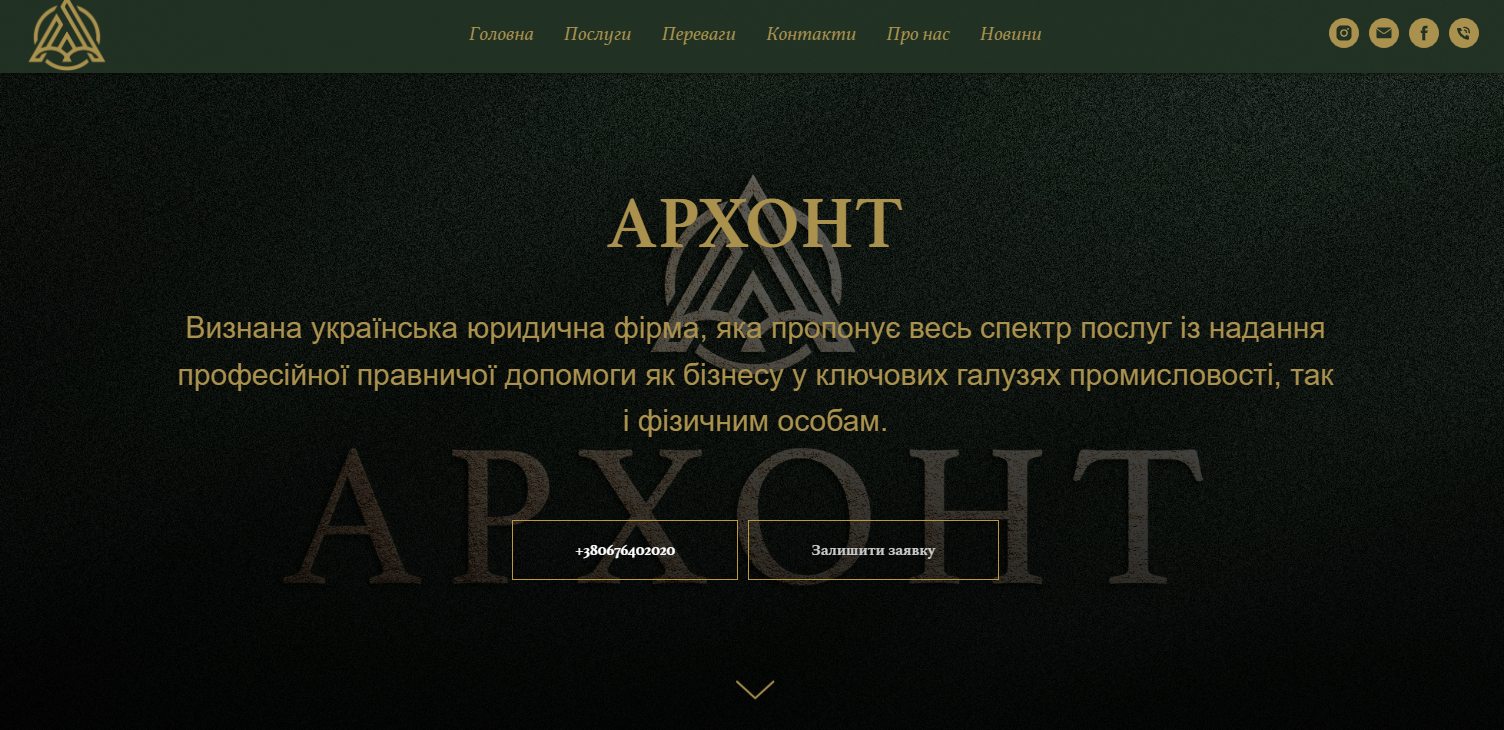 Головна Послуги Переваги Контакти Про нас Новини
АРХОНТ
Визнана українська юридична фірма, яка пропонує весь спектр послуг із надання
професійної правничої допомоги як бізнесу у ключових галузях промисловості, так
і фізичним особам.
АРХОНТ
+380676402020 Залишити заявку